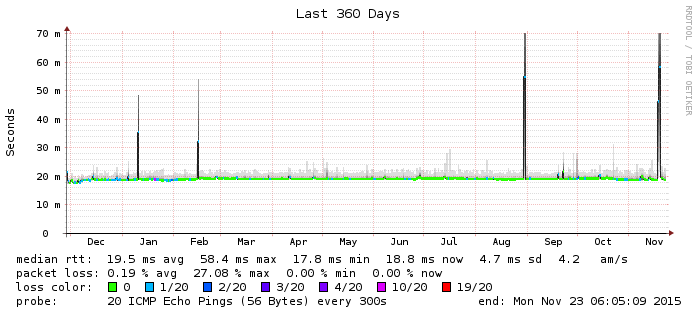 Last 360 Days
RRDTOOL / TOBI OETIKER
Seconds
70 m
60 m
50 m
40 m
30 m
20 m
10 m
0
Dec Jan Feb Mar Apr May Jun Jul Aug Sep Oct Nov
median rtt: 19.5 ms avg 58.4 ms max 17.8 ms min 18.8 ms now 4.7 ms sd 4.2 am/s
packet loss: 0.19 % avg 27.08 % max 0.00 % min 0.00 % now
loss color: 0 1/20 2/20 3/20 4/20 10/20 19/20
probe: 20 ICMP Echo Pings (56 Bytes) every 300s end: Mon Nov 23 06:05:09 2015